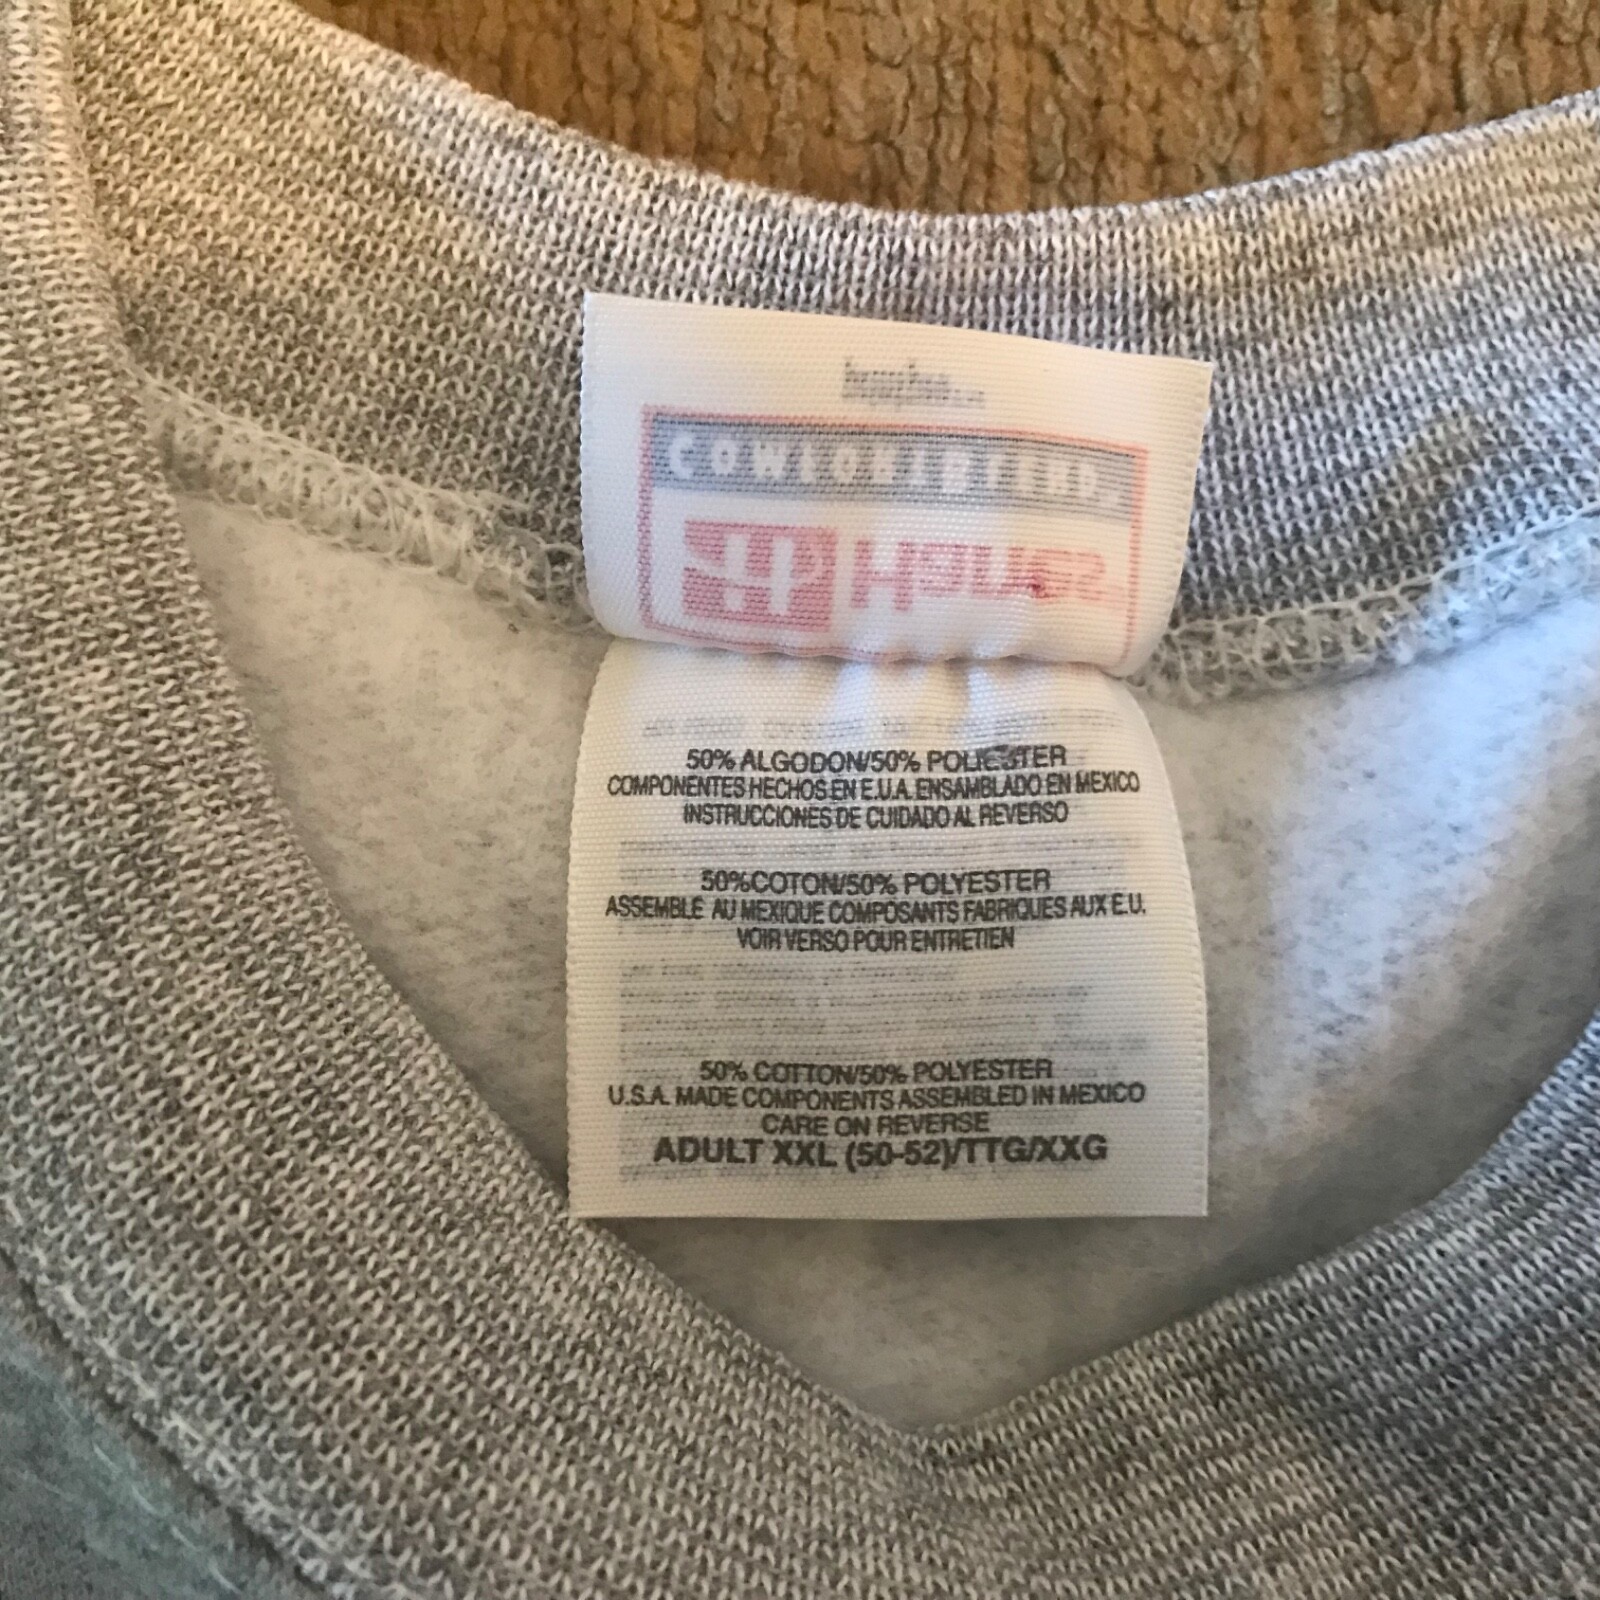 50% ALGODON/50% POLIESTER
COMPONENTES HECHOS EN E.U.A. ENSAMBLADO EN MEXICO
INSTRUCCIONES DE CUIDADO AL REVERSO
50%COTON/50% POLYESTER
ASSEMBLE AU MEXIQUE COMPOSANTS FABRIQUES AUX E.U.
VOIR VERSO POUR ENTRETIEN
50% COTTON/50% POLYESTER
U.S.A. MADE COMPONENTS ASSEMBLED IN MEXICO
CARE ON REVERSE
ADULT XXL (50-52)/TTG/XXG